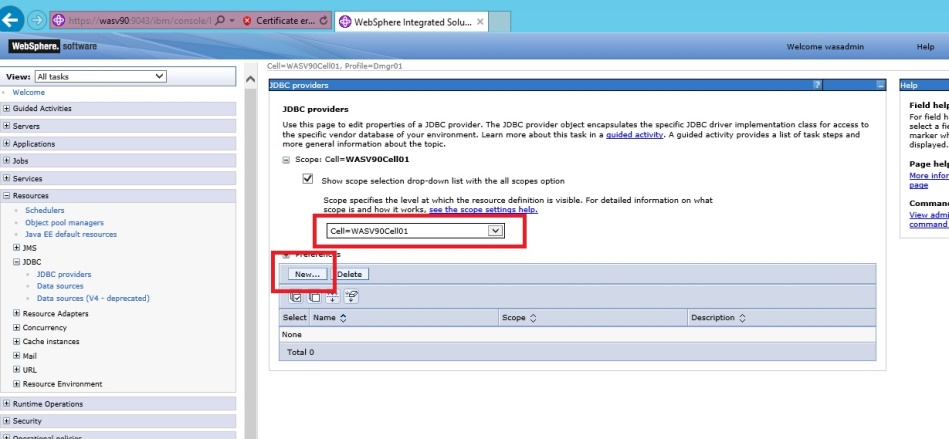 https://wasv90:9043/ibm/console/l
Certificate er...
WebSphere Integrated Solu...
WebSphere. software
Welcome wasadmin
Help
Cell=WASV90Cell01, Profile=Dmgr01
View: All tasks
Welcome
Guided Activities
Servers
Applications
Jobs
Services
Resources
Schedulers
Object pool managers
Java EE default resources
JMS
JDBC
JDBC providers
Data sources
Data sources (V4 - deprecated)
Resource Adapters
Concurrency
Cache instances
Mail
URL
Resource Environment
Runtime Operations
Security
Operational policies
JDBC providers
JDBC providers
Use this page to edit properties of a JDBC provider. The JDBC provider object encapsulates the specific JDBC driver implementation class for access to
the specific vendor database of your environment. Learn more about this task in a guided activity. A guided activity provides a list of task steps and
more general information about the topic.
Scope: Cell=WASV90Cell01
Show scope selection drop-down list with the all scopes option
Scope specifies the level at which the resource definition is visible. For detailed information on what
scope is and how it works, see the scope settings help.
Cell=WASV90Cell01
Preferences
New... Delete
Select Name Scope Description
None
Total 0
Help
Field help
For field h
select a fie
marker wh
displayed.
Page help
More infor
page
Comman
View admi
command